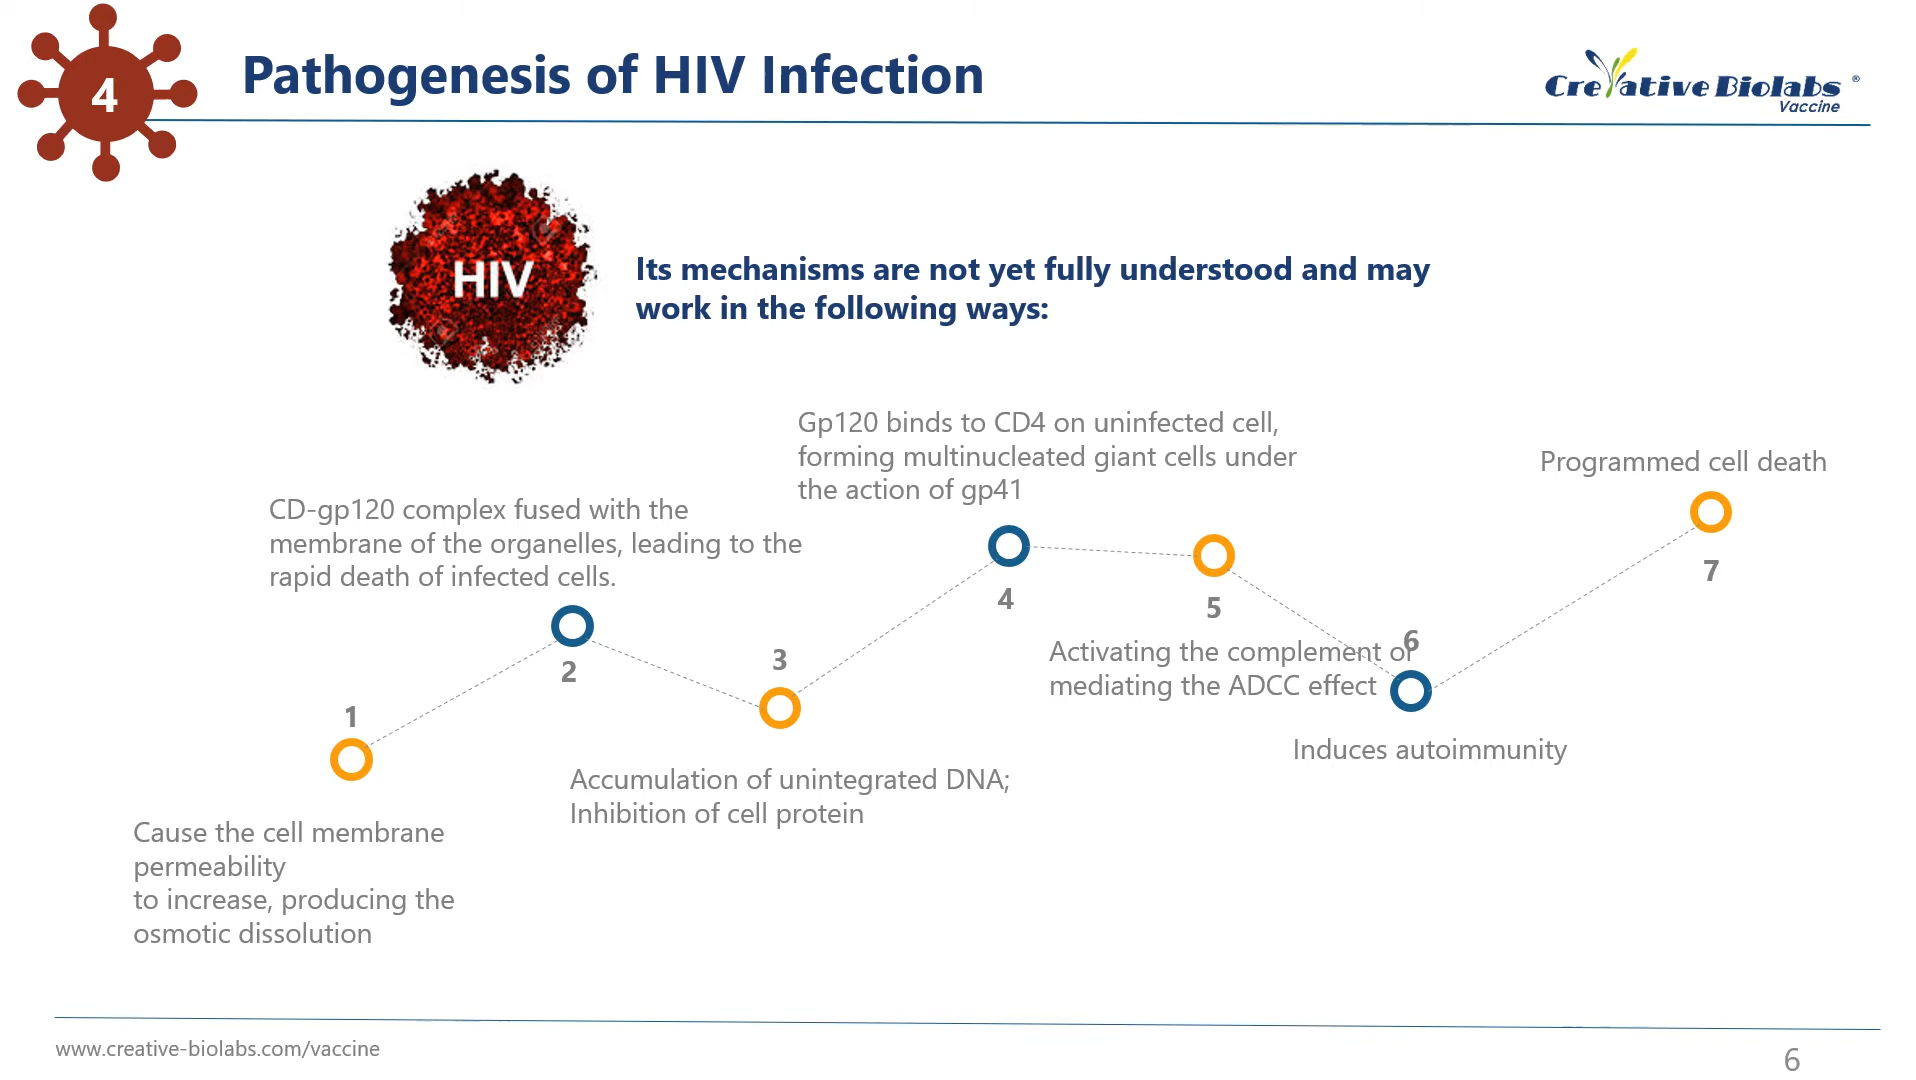 4
Pathogenesis of HIV Infection
Creative Biolabs ®
Vaccine
HIV
Its mechanisms are not yet fully understood and may
work in the following ways:
1
Cause the cell membrane
permeability
to increase, producing the
osmotic dissolution
CD-gp120 complex fused with the
membrane of the organelles, leading to the
rapid death of infected cells.
2
3
Accumulation of unintegrated DNA;
Inhibition of cell protein
Gp120 binds to CD4 on uninfected cell,
forming multinucleated giant cells under
the action of gp41
4
5
Activating the complement or
mediating the ADCC effect
6
Induces autoimmunity
Programmed cell death
7
www.creative-biolabs.com/vaccine
6